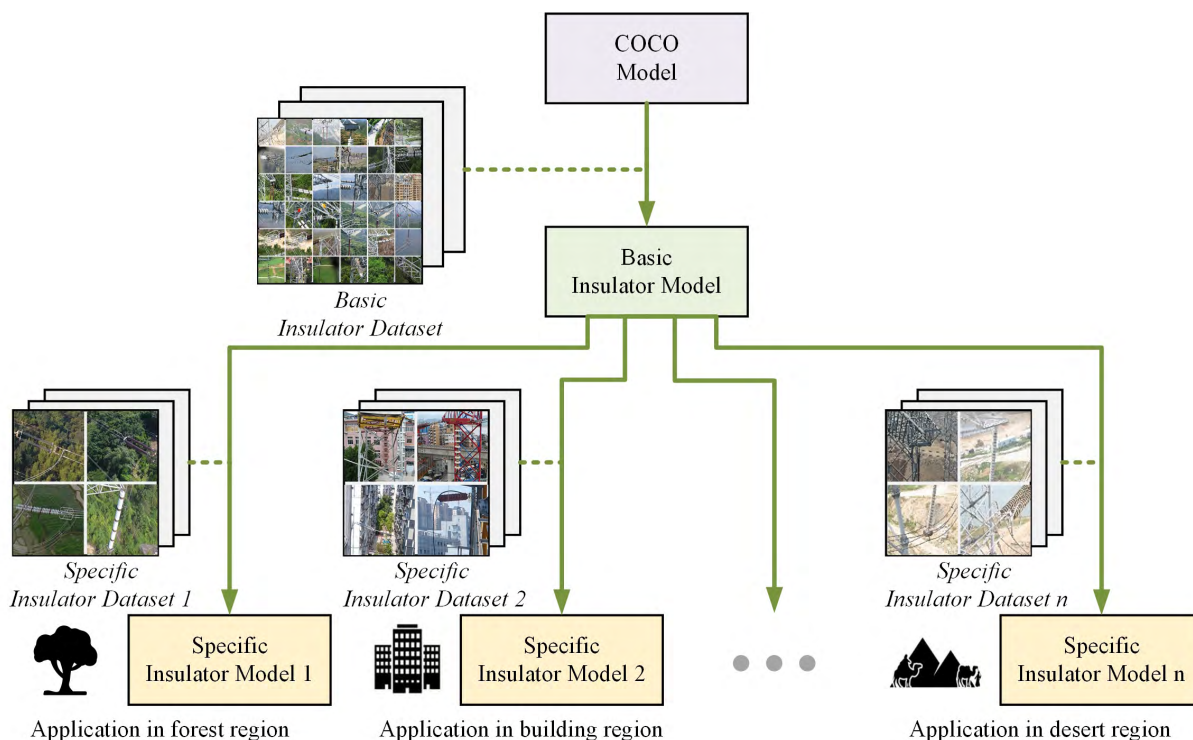 COCO
Model
Basic
Insulator Dataset
Basic
Insulator Model
Specific
Insulator Dataset 1
Specific
Insulator Dataset 2
Specific
Insulator Dataset n
Specific
Insulator Model 1
Specific
Insulator Model 2
Specific
Insulator Model n
Application in forest region
Application in building region
Application in desert region